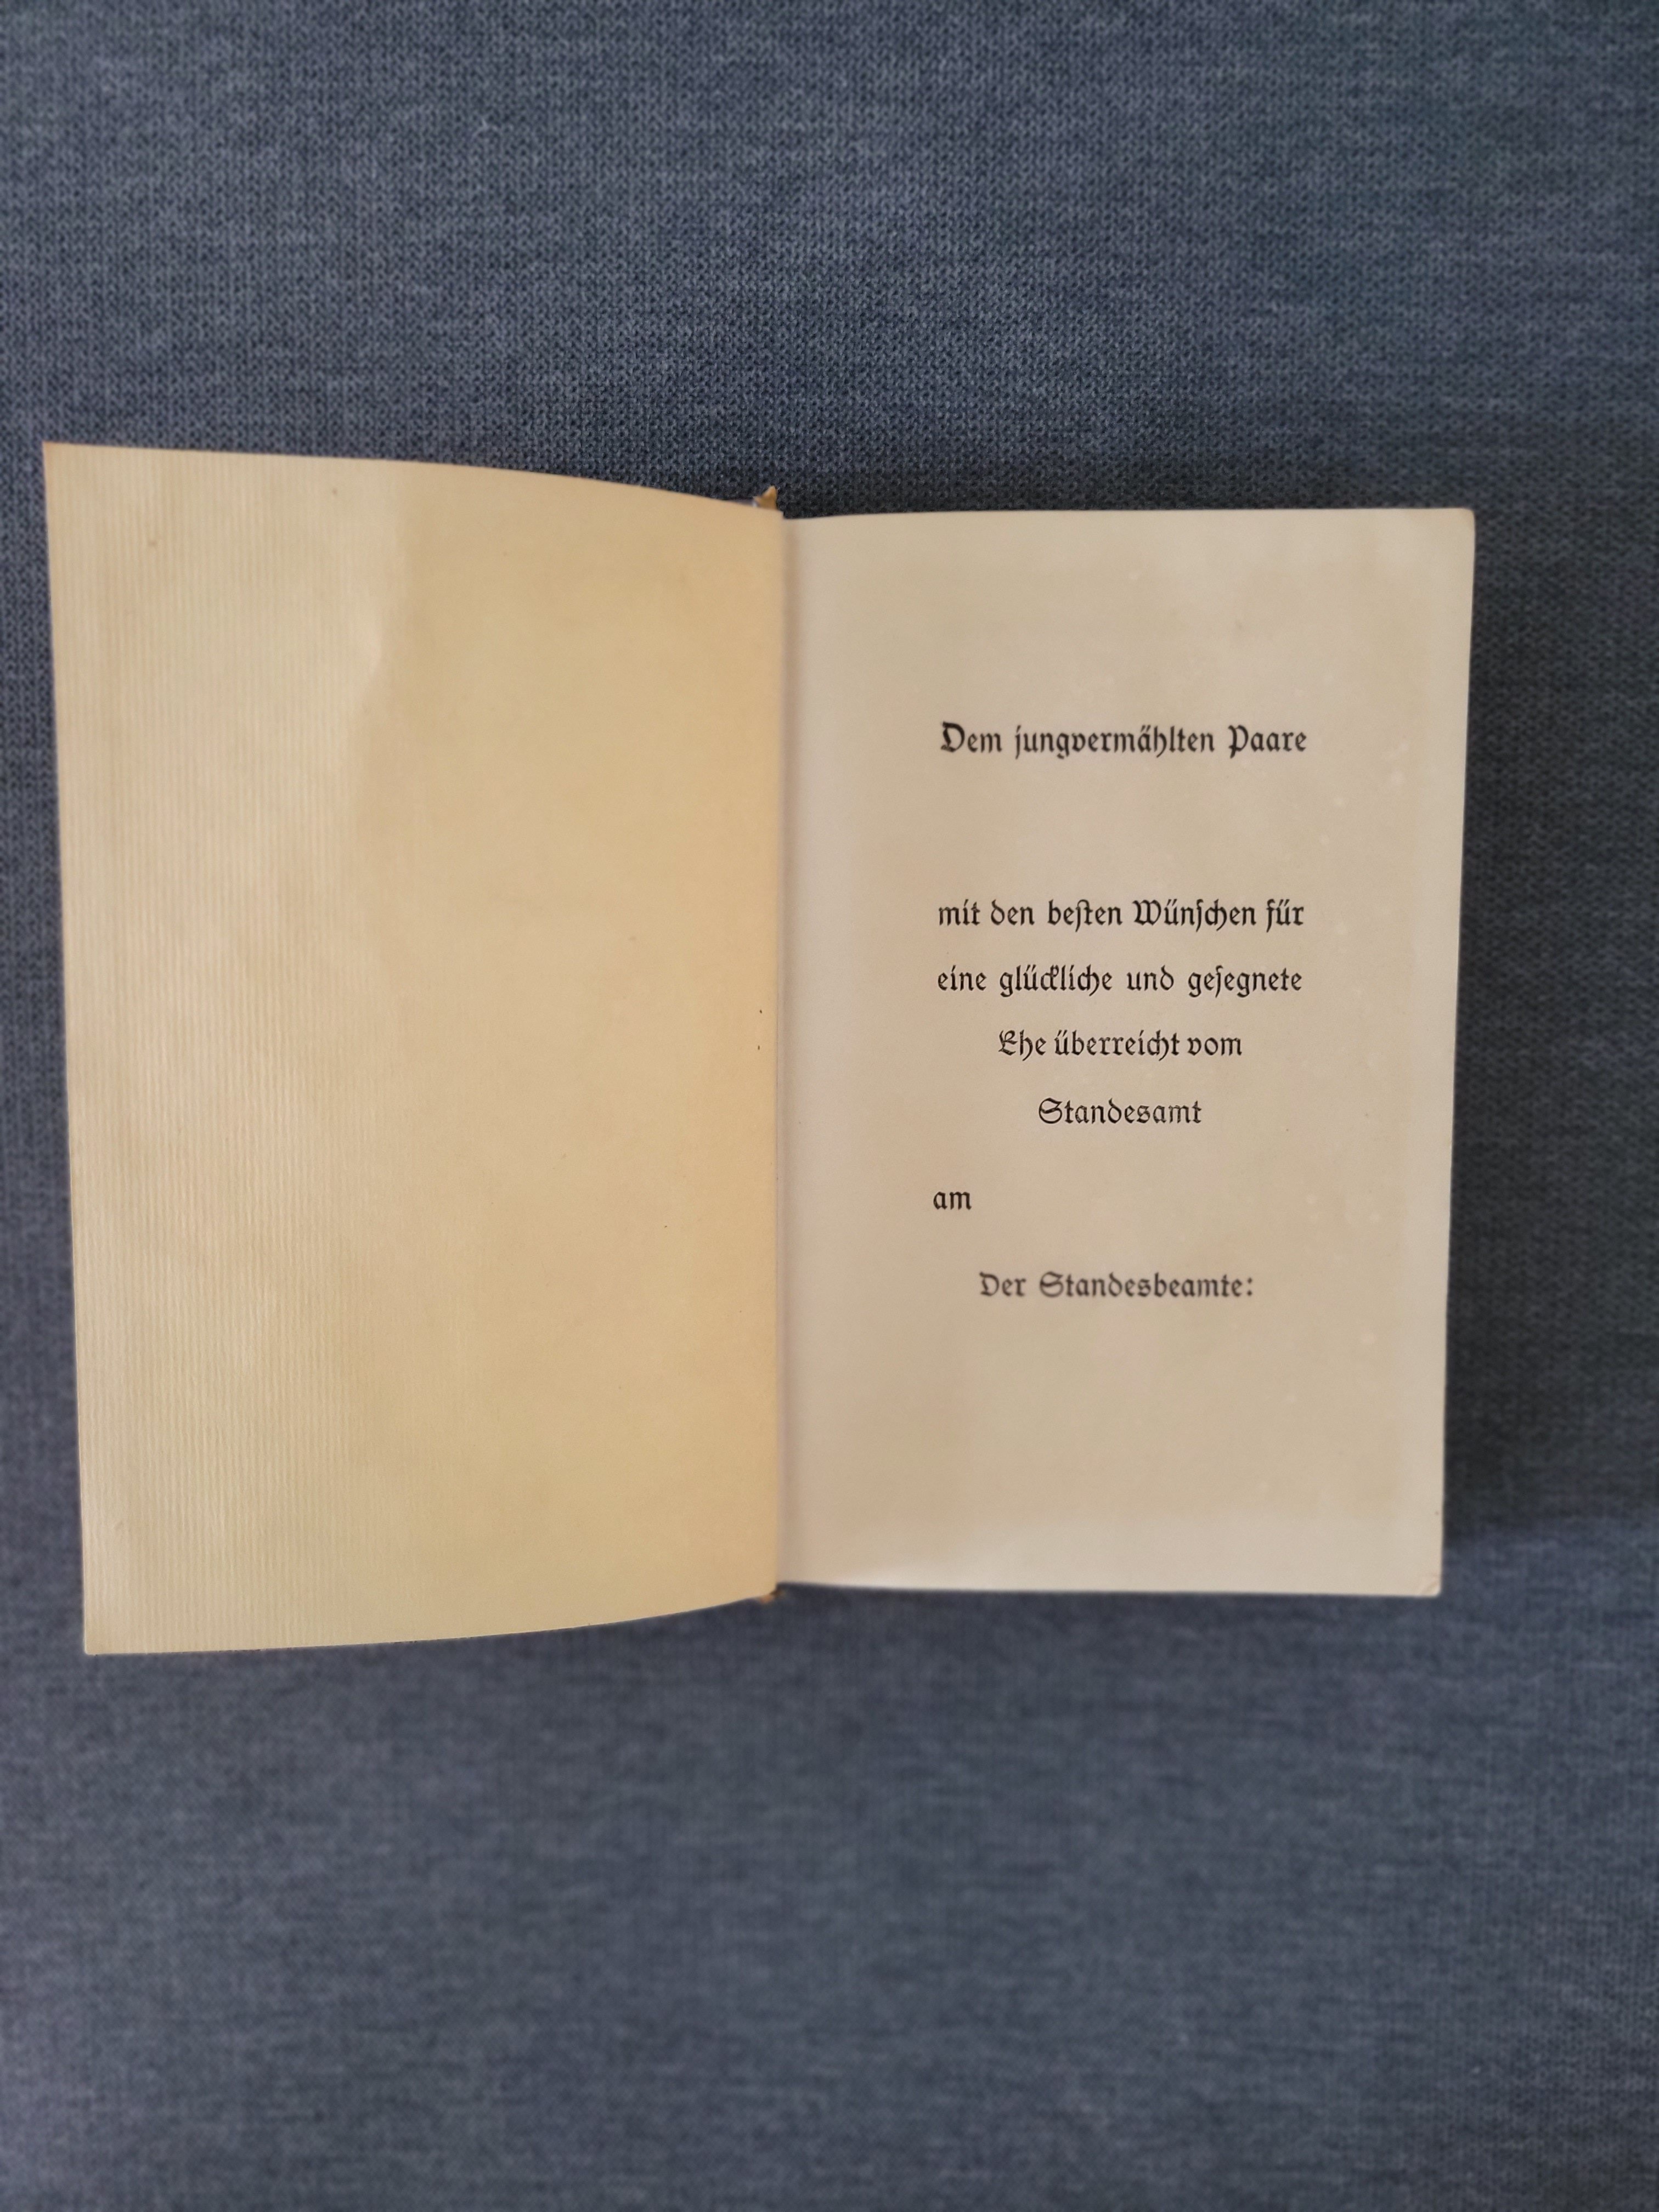 Dem jungvermählten Paare
mit den beſten Wünſchen für
eine glückliche und geſegnete
Ehe überreicht vom
Standesamt
am
Der Standesbeamte: